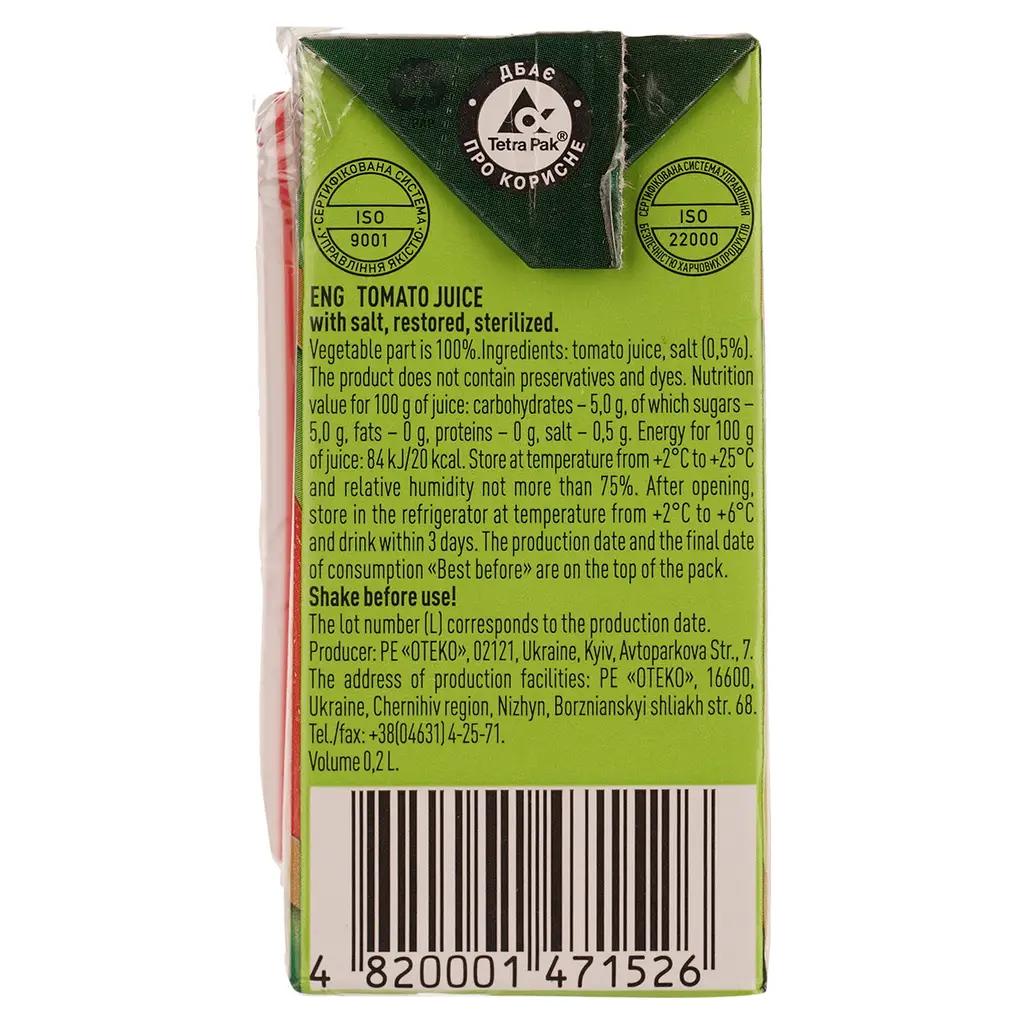 ДБАЄ
Tetra Pak®
ПРО КОРИСНЕ
PAP
СЕРТИФІКОВАНА СИСТЕМА
ISO
9001
УПРАВЛІННЯ ЯКІСТЮ
СЕРТИФІКОВАНА СИСТЕМА УПРАВЛІННЯ
ISO
22000
БЕЗПЕЧНІСТЮ ХАРЧОВИХ ПРОДУКТІВ
ENG TOMATO JUICE
with salt, restored, sterilized.
Vegetable part is 100%.Ingredients: tomato juice, salt (0,5%).
The product does not contain preservatives and dyes. Nutrition
value for 100 g of juice: carbohydrates – 5,0 g, of which sugars –
5,0 g, fats – 0 g, proteins – 0 g, salt – 0,5 g. Energy for 100 g
of juice: 84 kJ/20 kcal. Store at temperature from +2°C to +25°C
and relative humidity not more than 75%. After opening,
store in the refrigerator at temperature from +2°C to +6°C
and drink within 3 days. The production date and the final date
of consumption «Best before» are on the top of the pack.
Shake before use!
The lot number (L) corresponds to the production date.
Producer: PE «OTEKO», 02121, Ukraine, Kyiv, Avtoparkova Str., 7.
The address of production facilities: PE «OTEKO», 16600,
Ukraine, Chernihiv region, Nizhyn, Borznianskyi shliakh str. 68.
Tel./fax: +38(04631) 4-25-71.
Volume 0,2 L.
4 820001 471526